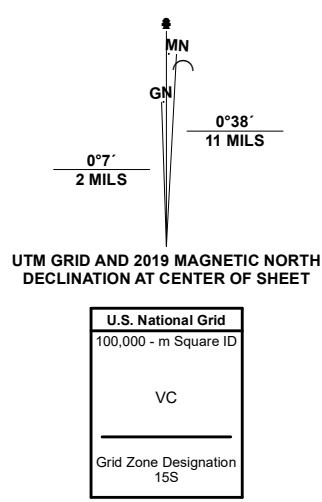 MN
GN
0°38´
11 MILS
0°7´
2 MILS
UTM GRID AND 2019 MAGNETIC NORTH
DECLINATION AT CENTER OF SHEET
U.S. National Grid
100,000 - m Square ID
VC
Grid Zone Designation
15S